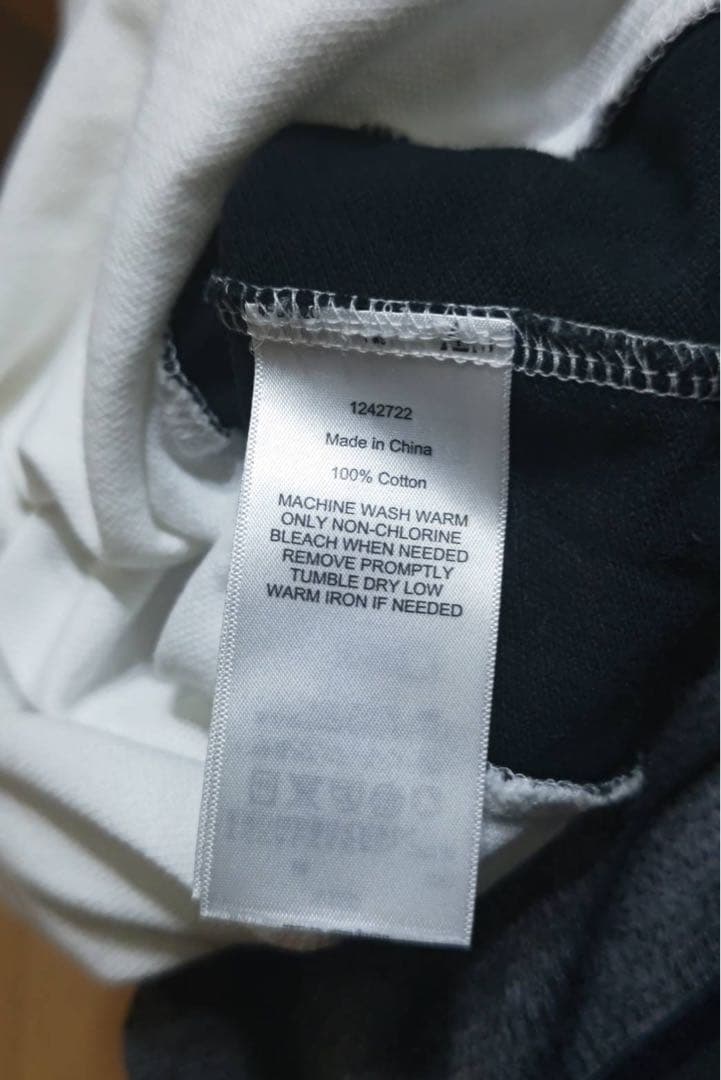 1242722
Made in China
100% Cotton
MACHINE WASH WARM
ONLY NON-CHLORINE
BLEACH WHEN NEEDED
REMOVE PROMPTLY
TUMBLE DRY LOW
WARM IRON IF NEEDED